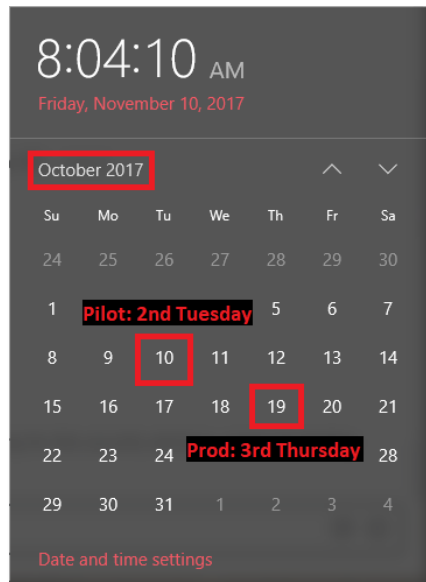 8:04:10 AM
Friday, November 10, 2017
October 2017
Su Mo Tu We Th Fr Sa
24 25 26 27 28 29 30
1 Pilot: 2nd Tuesday 5 6 7
8 9 10 11 12 13 14
15 16 17 18 19 20 21
22 23 24 Prod: 3rd Thursday 28
29 30 31 1 2 3 4
Date and time settings